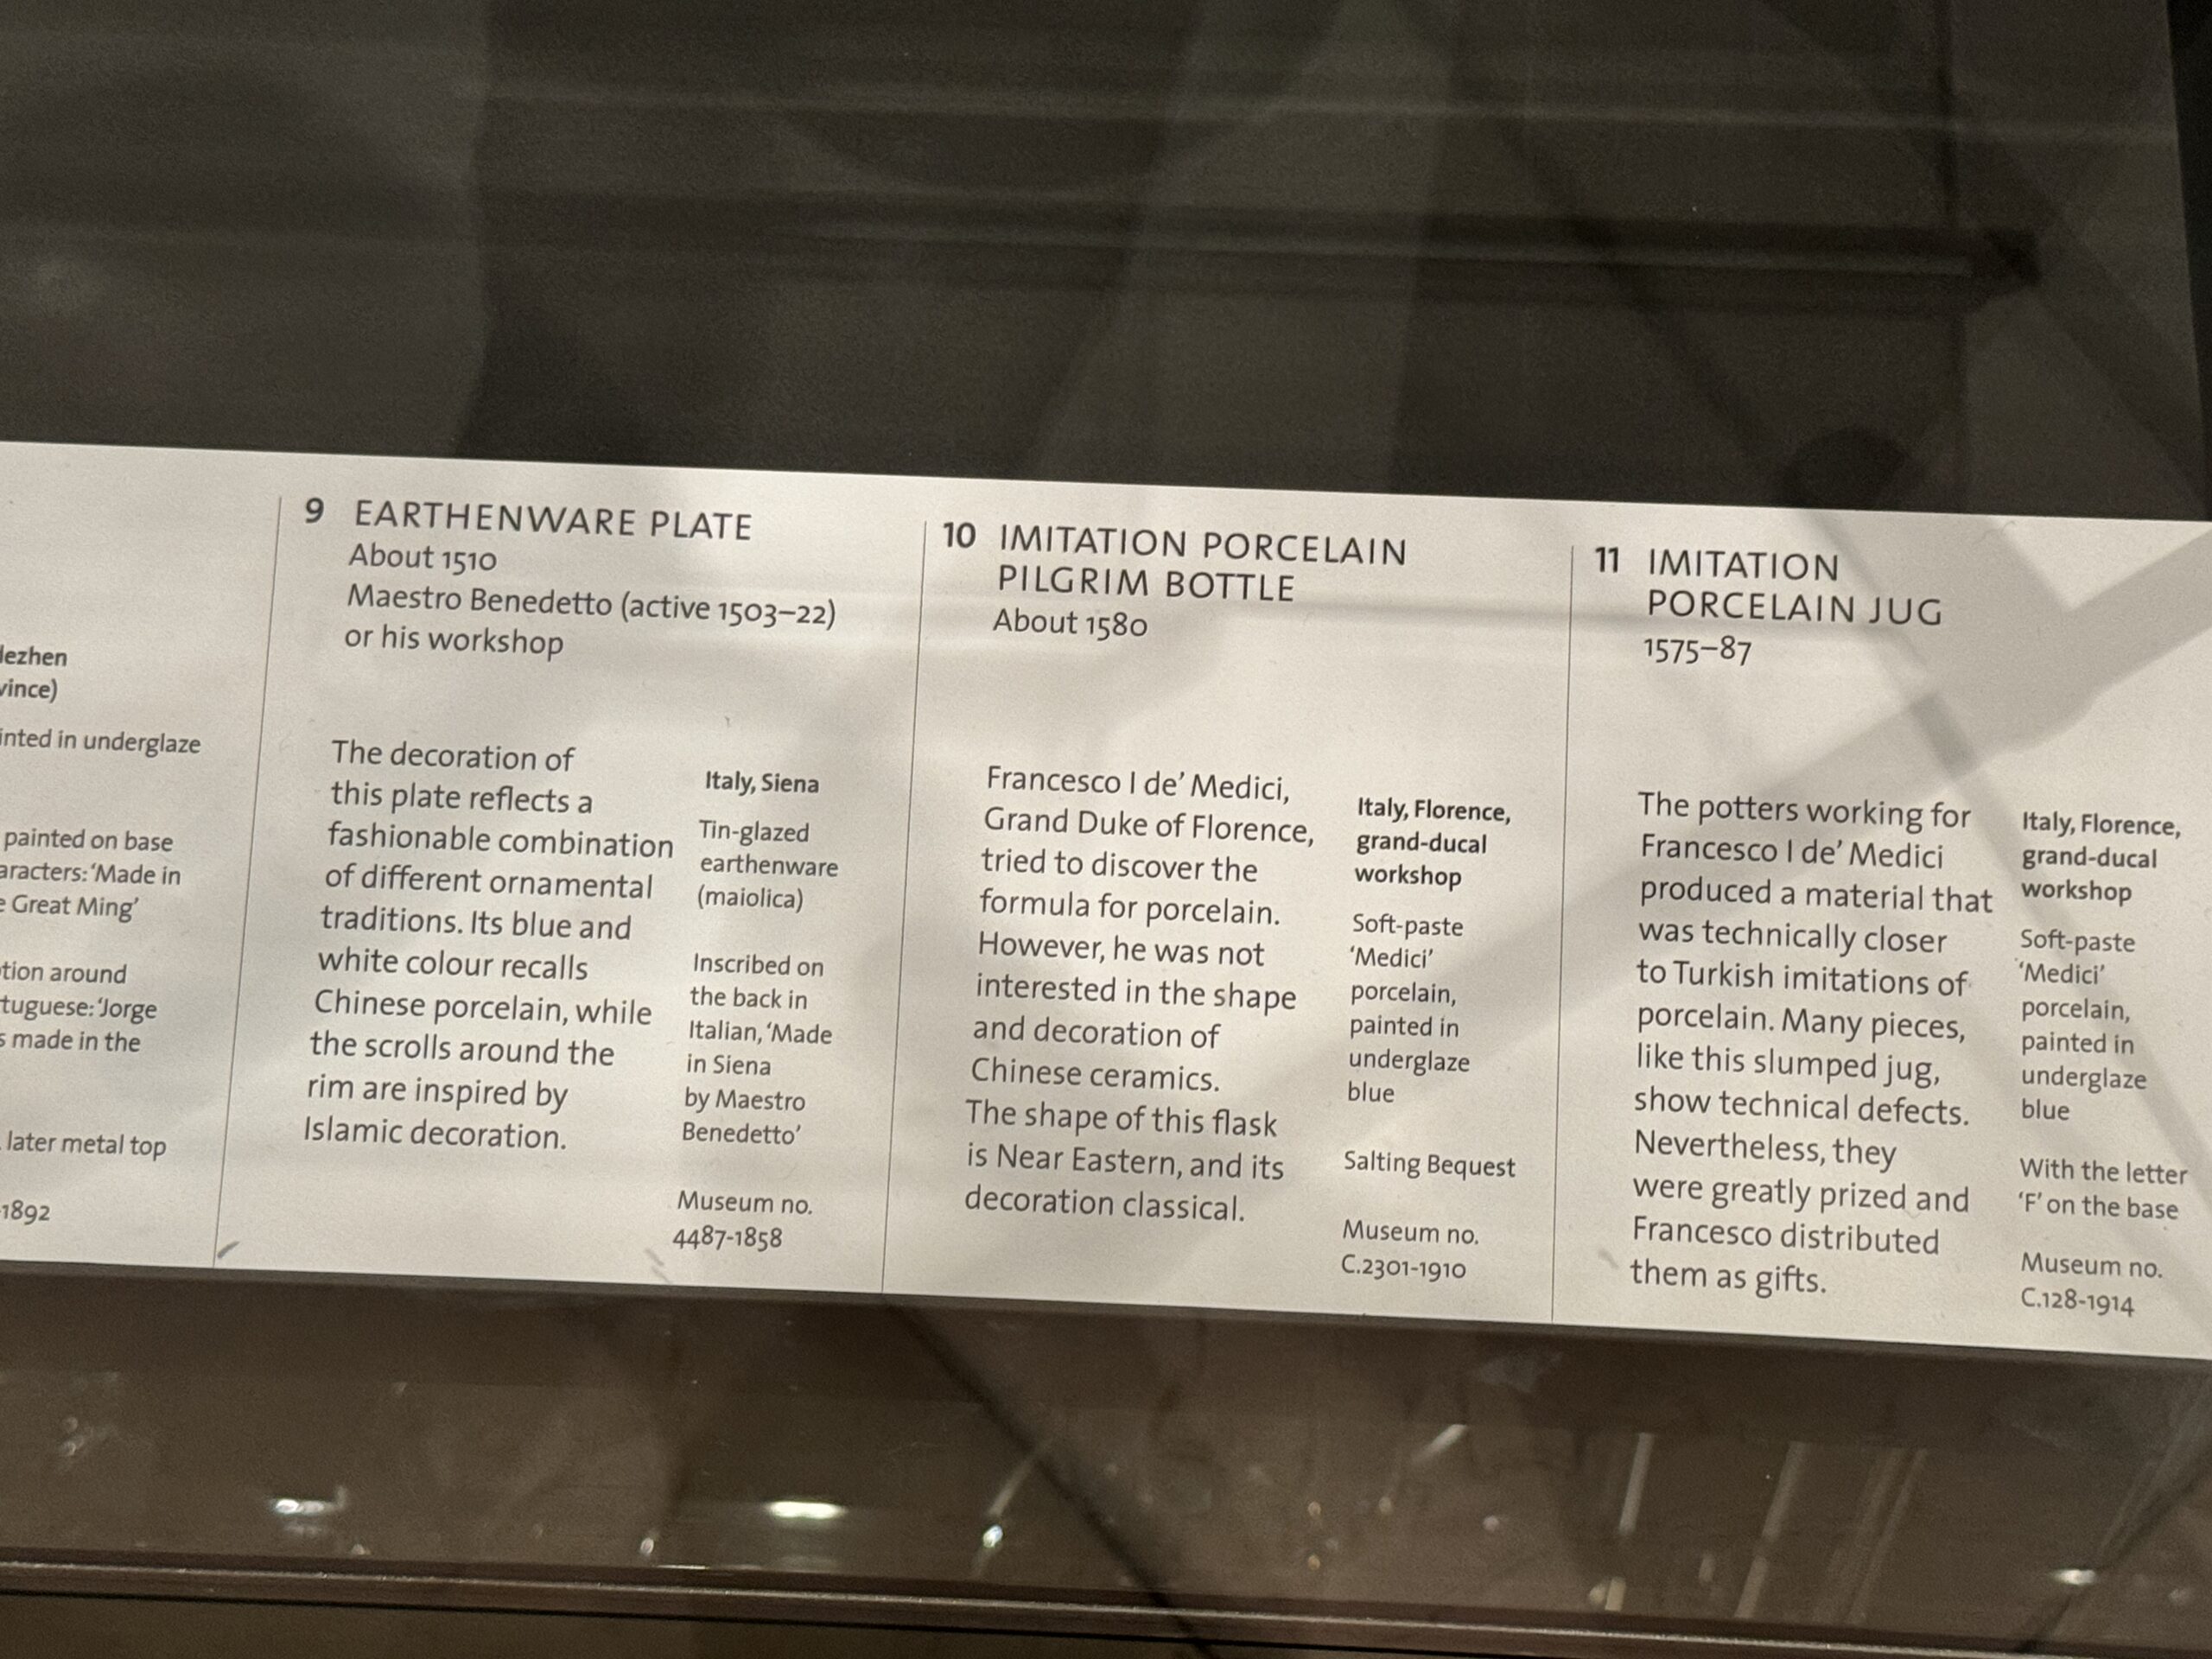 vince)
inted in underglaze
painted on base
‘Made in
Great Ming’
around
‘Jorge
made in the
later metal top
1892
9 EARTHENWARE PLATE
About 1510
Maestro Benedetto (active 1503–22)
or his workshop
The decoration of
this plate reflects a
fashionable combination
of different ornamental
traditions. Its blue and
white colour recalls
Chinese porcelain, while
the scrolls around the
rim are inspired by
Islamic decoration.
Italy, Siena
Tin-glazed
earthenware
(maiolica)
Inscribed on
the back in
Italian, ‘Made
in Siena
by Maestro
Benedetto’
Museum no.
4487-1858
10 IMITATION PORCELAIN
PILGRIM BOTTLE
About 1580
Francesco I de’ Medici,
Grand Duke of Florence,
tried to discover the
formula for porcelain.
However, he was not
interested in the shape
and decoration of
Chinese ceramics.
The shape of this flask
is Near Eastern, and its
decoration classical.
Italy, Florence,
grand-ducal
workshop
Soft-paste
‘Medici’
porcelain,
painted in
underglaze
blue
Salting Bequest
Museum no.
C.2301-1910
11 IMITATION
PORCELAIN JUG
1575–87
The potters working for
Francesco I de’ Medici
produced a material that
was technically closer
to Turkish imitations of
porcelain. Many pieces,
like this slumped jug,
show technical defects.
Nevertheless, they
were greatly prized and
Francesco distributed
them as gifts.
Italy, Florence,
grand-ducal
workshop
Soft-paste
‘Medici’
porcelain,
painted in
underglaze
blue
With the letter
‘F’ on the base
Museum no.
C.128-1914